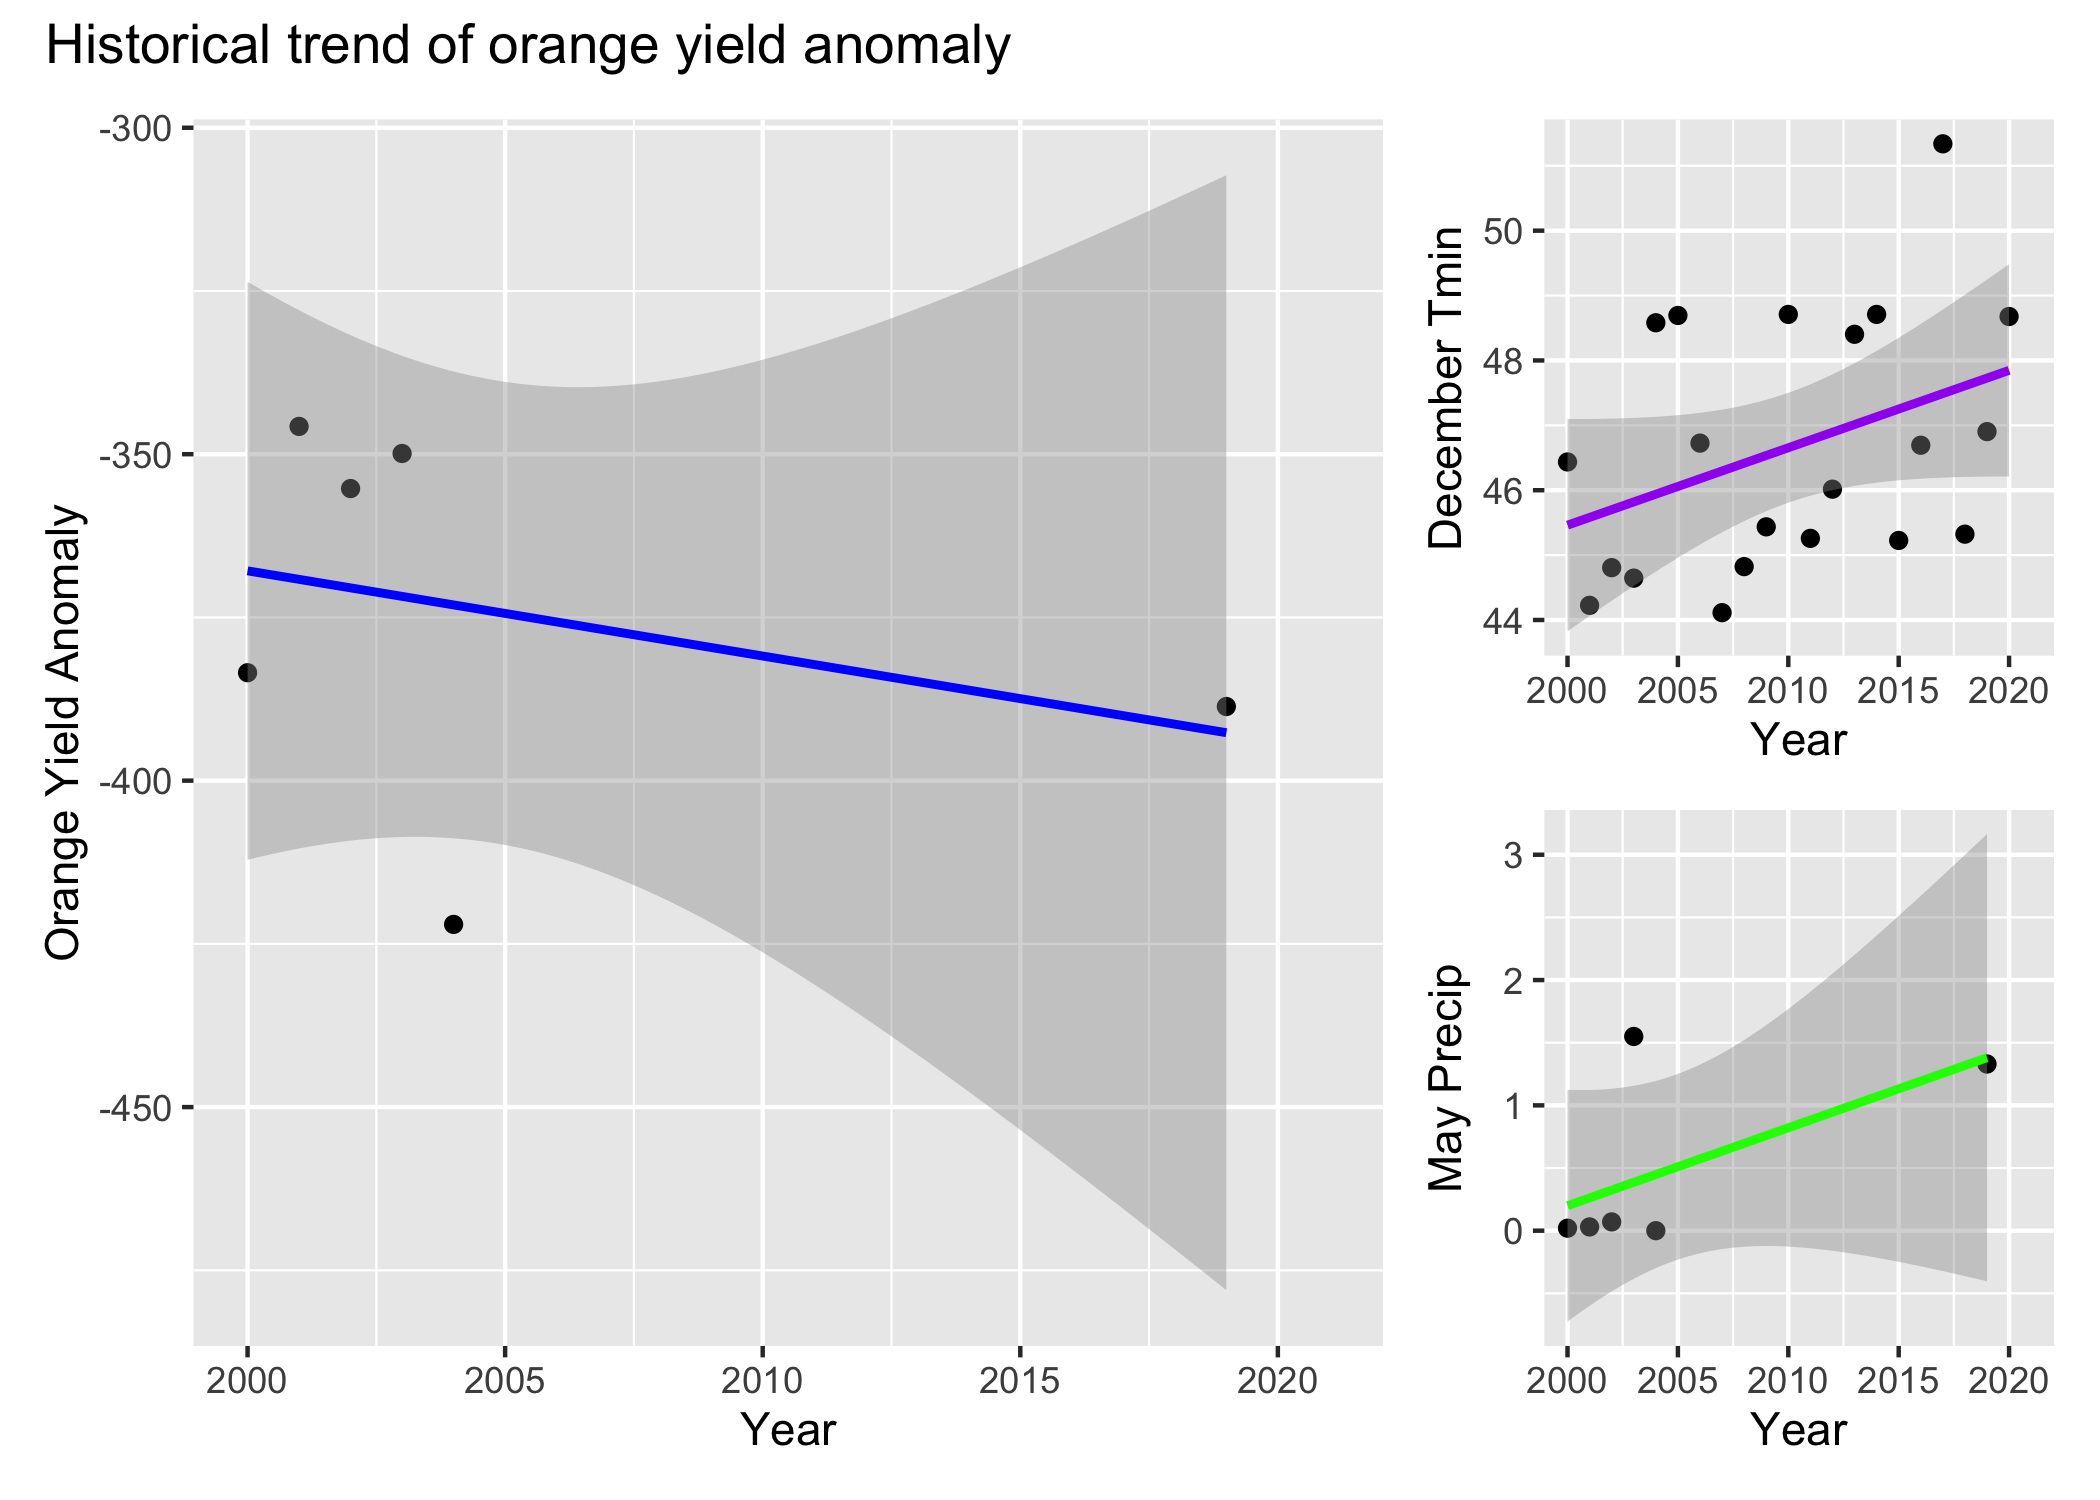 Historical trend of orange yield anomaly
Orange Yield Anomaly
-300
-350
-400
-450
2000 2005 2010 2015 2020
Year
December Tmin
50
48
46
44
2000 2005 2010 2015 2020
Year
May Precip
3
2
1
0
2000 2005 2010 2015 2020
Year